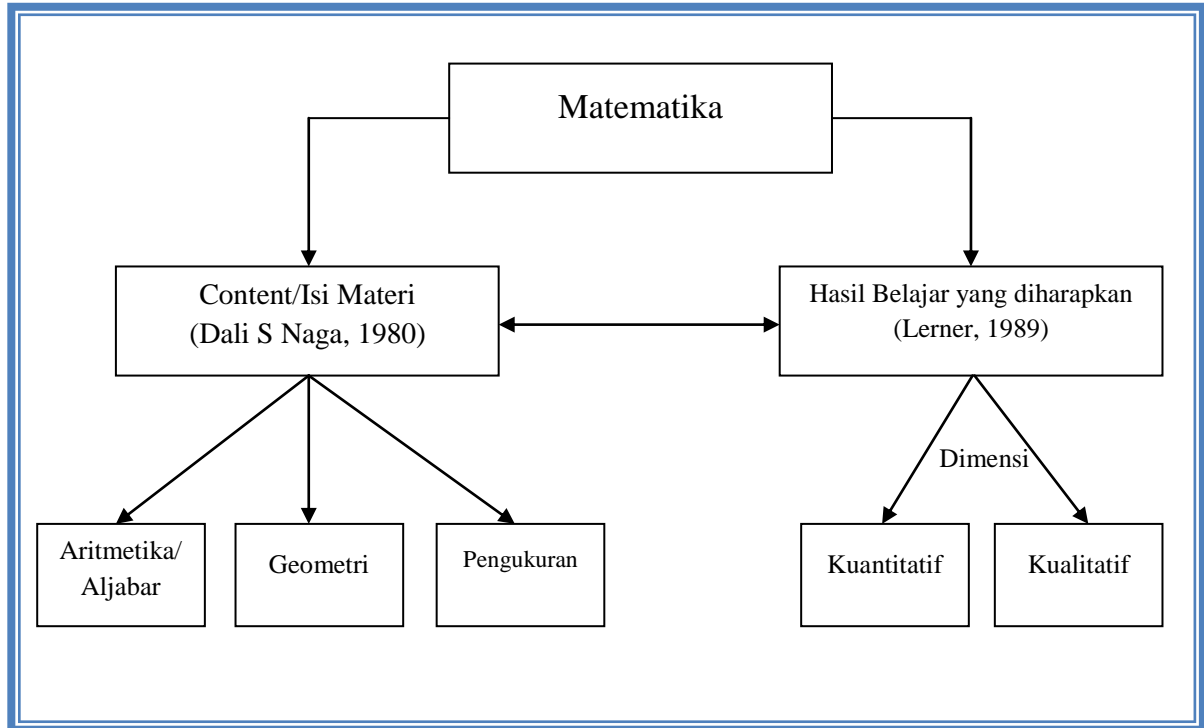 Matematika
Content/Isi Materi
(Dali S Naga, 1980)
Hasil Belajar yang diharapkan
(Lerner, 1989)
Dimensi
Aritmetika/
Aljabar
Geometri
Pengukuran
Kuantitatif
Kualitatif